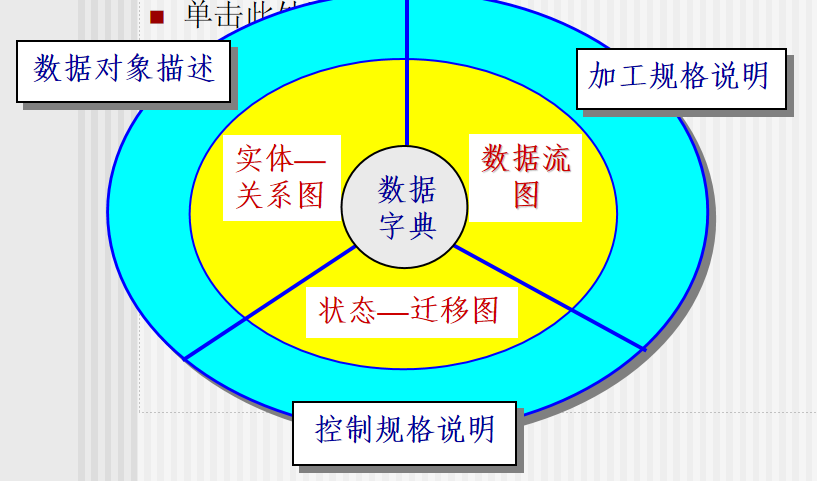 单击此处
数据对象描述
加工规格说明
实体—
关系图
数据流
图
数据
字典
状态—迁移图
控制规格说明